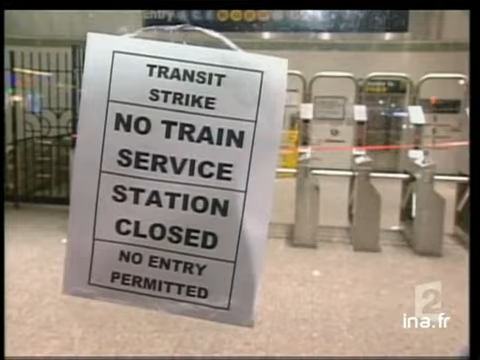 TRANSIT
STRIKE
NO TRAIN
SERVICE
STATION
CLOSED
NO ENTRY
PERMITTED
2
ina.fr